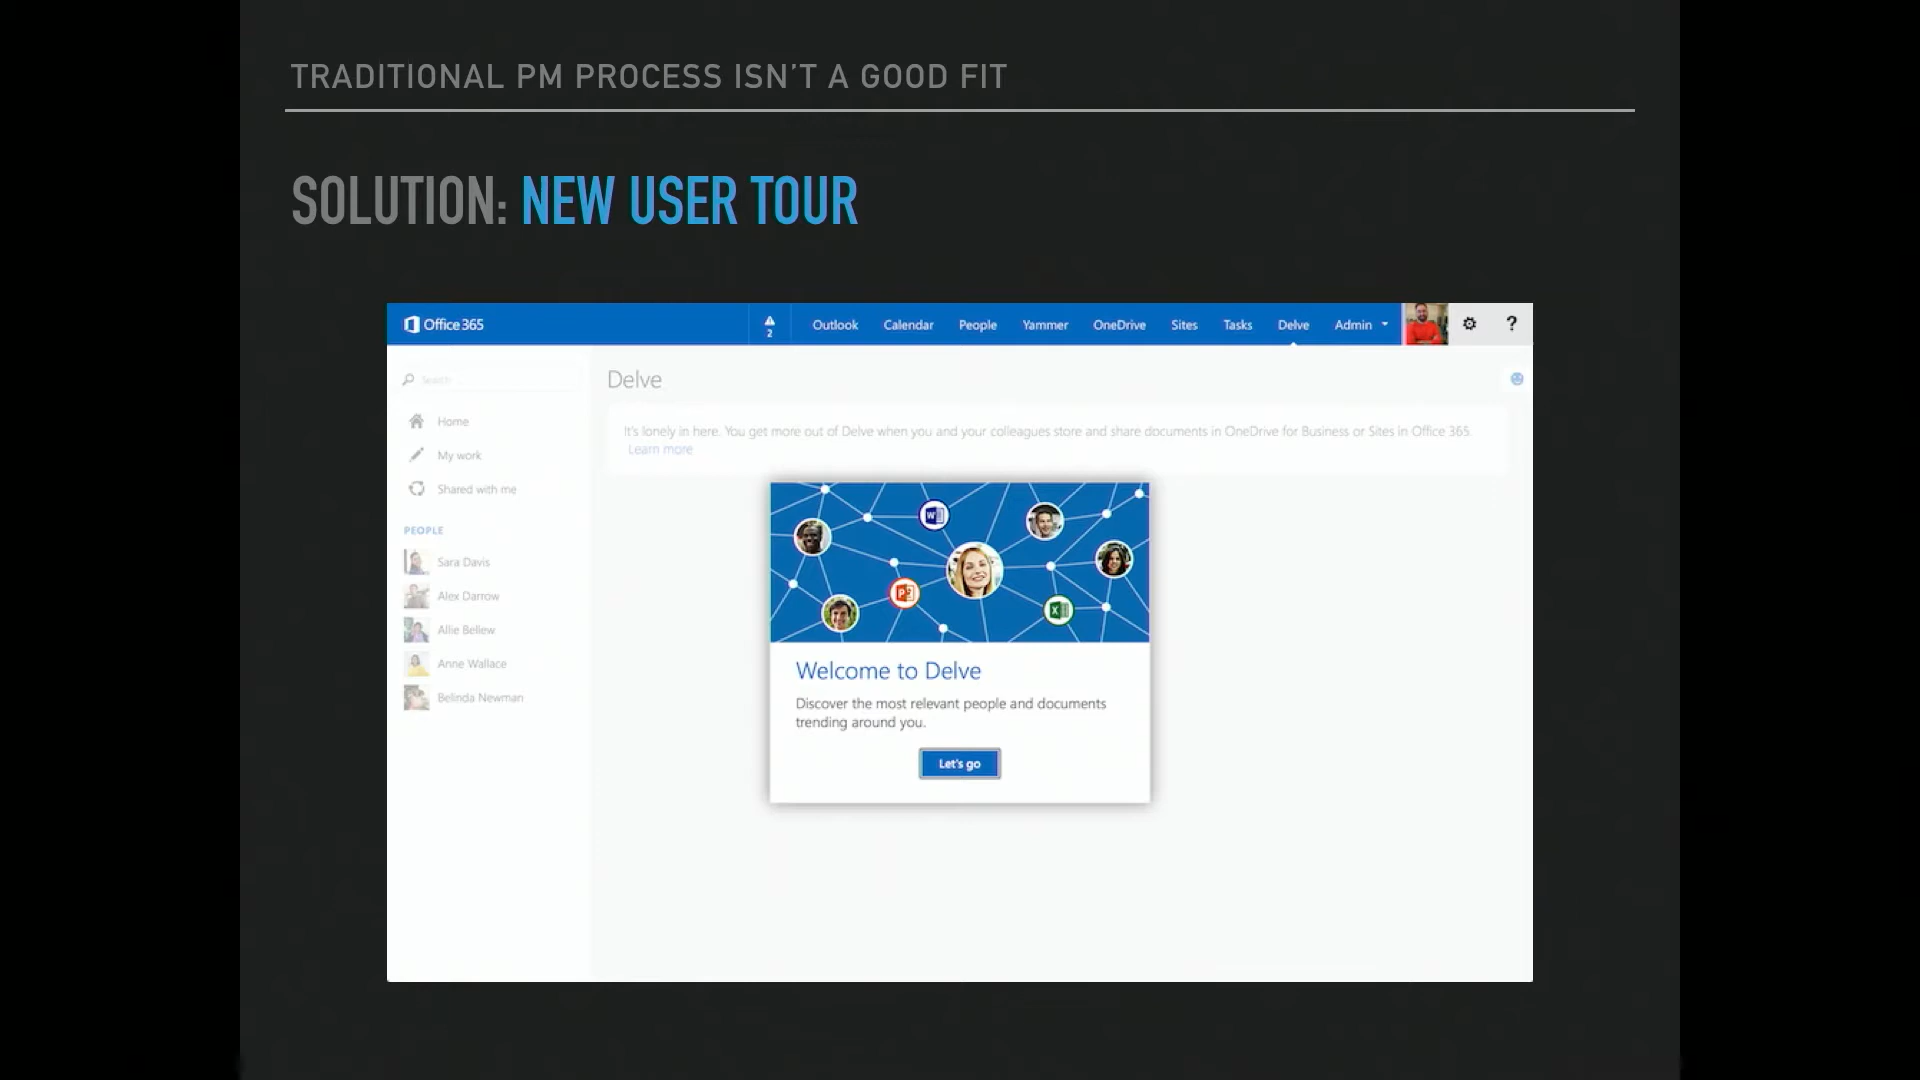 TRADITIONAL PM PROCESS ISN'T A GOOD FIT
SOLUTION: NEW USER TOUR
Office 365
2
Outlook Calendar People Yammer OneDrive Sites Tasks Delve Admin ?
Search
Delve
Home
My work
Shared with me
PEOPLE
Sara Davis
Alex Darrow
Allie Bellew
Anne Wallace
Belinda Newman
It's lonely in here. You get more out of Delve when you and your colleagues store and share documents in OneDrive for Business or Sites in Office 365.
Learn more
W
P
X
Welcome to Delve
Discover the most relevant people and documents
trending around you.
Let's go